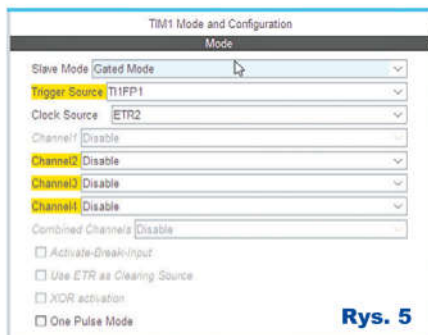 TIM1 Mode and Configuration
Mode
Slave Mode Gated Mode
Trigger Source TI1FP1
Clock Source ETR2
Channel1 Disable
Channel2 Disable
Channel3 Disable
Channel4 Disable
Combined Channels Disable
Activate-Break-Input
Use ETR as Clearing Source
XOR activation
One Pulse Mode
Rys. 5